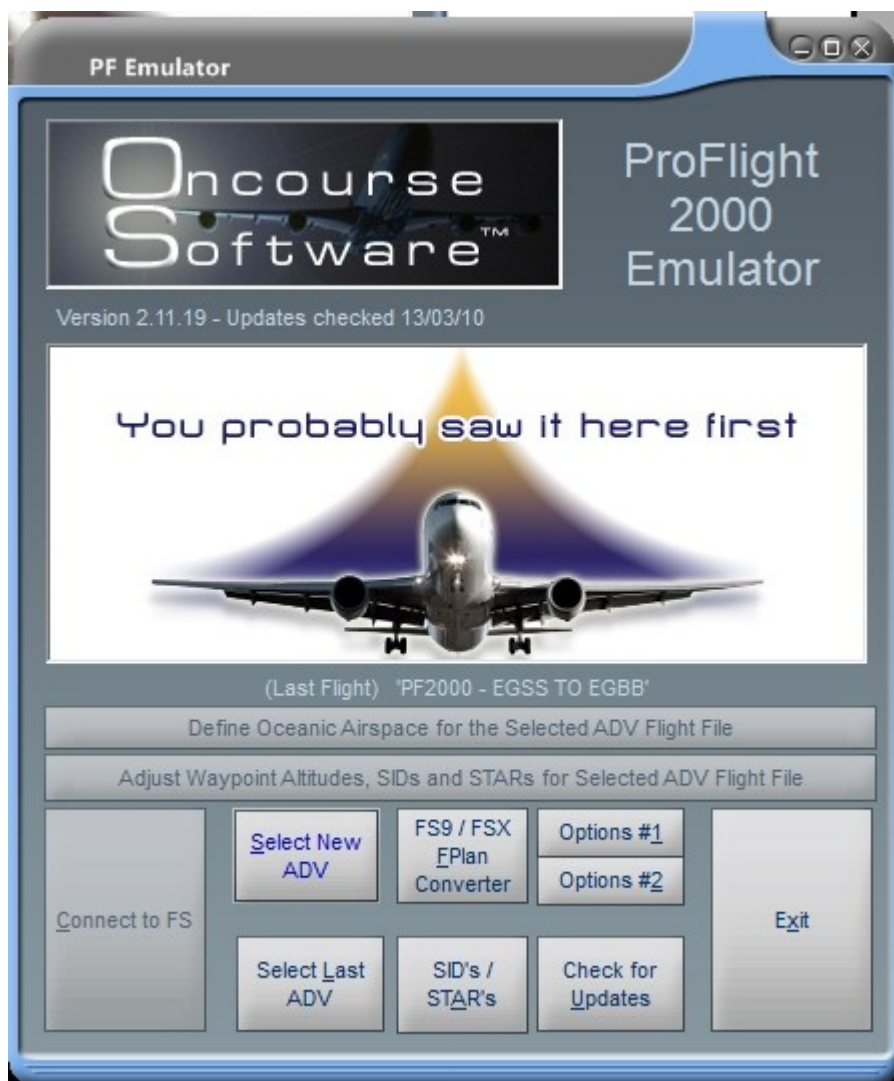 PF Emulator
Oncourse
Software™
ProFlight
2000
Emulator
Version 2.11.19 - Updates checked 13/03/10
You probably saw it here first
(Last Flight) 'PF2000 - EGSS TO EGBB'
Define Oceanic Airspace for the Selected ADV Flight File
Adjust Waypoint Altitudes, SIDs and STARs for Selected ADV Flight File
Connect to FS
Select New
ADV
FS9 / FSX
FPlan
Converter
Options #1
Options #2
Select Last
ADV
SID's /
STAR's
Check for
Updates
Exit